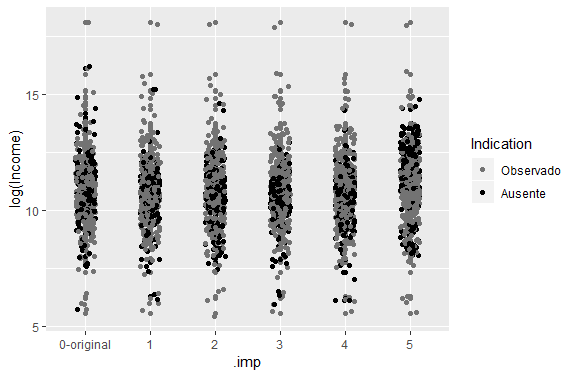 log(Income)
15
10
5
0-original 1 2 3 4 5
.imp
Indication
Observado
Ausente